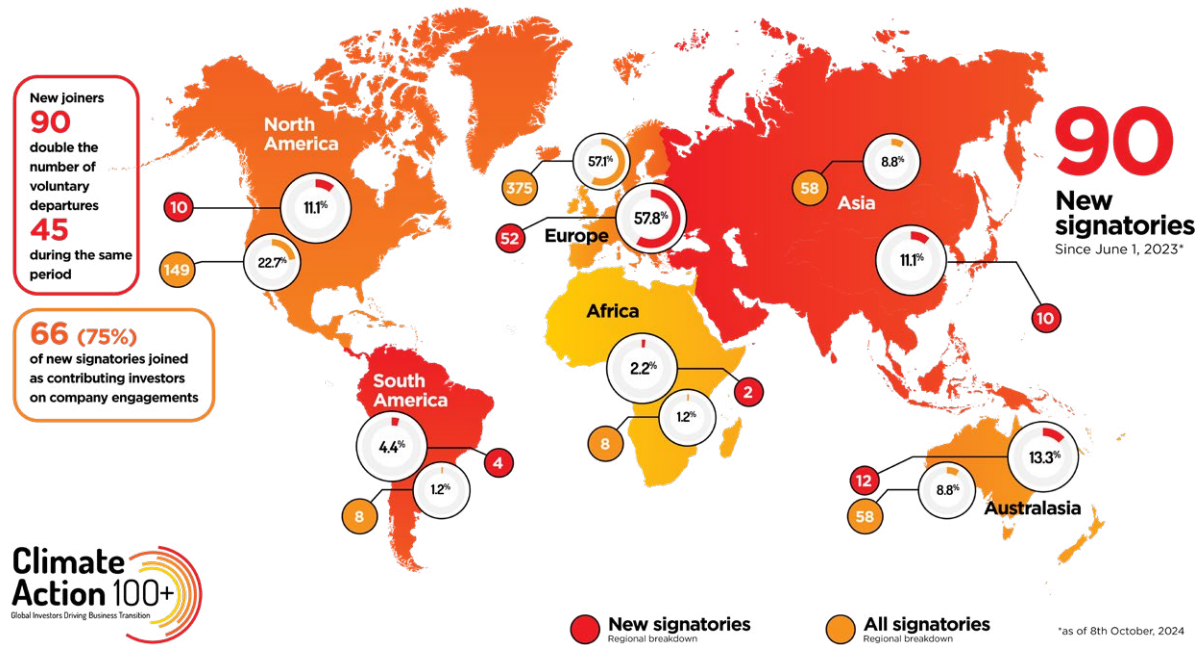 New joiners
90
double the
number of
voluntary
departures
45
during the same
period
66 (75%)
of new signatories joined
as contributing investors
on company engagements
North
America
10
11.1%
149
22.7%
South
America
4.4%
4
1.2%
8
Europe
375
57.1%
52
57.8%
Africa
2.2%
2
1.2%
8
Asia
58
8.8%
11.1%
10
Australasia
12
13.3%
58
8.8%
90
New
signatories
Since June 1, 2023*
Climate
Action 100+
Global Investors Driving Business Transition
New signatories
Regional breakdown
All signatories
Regional breakdown
*as of 8th October, 2024